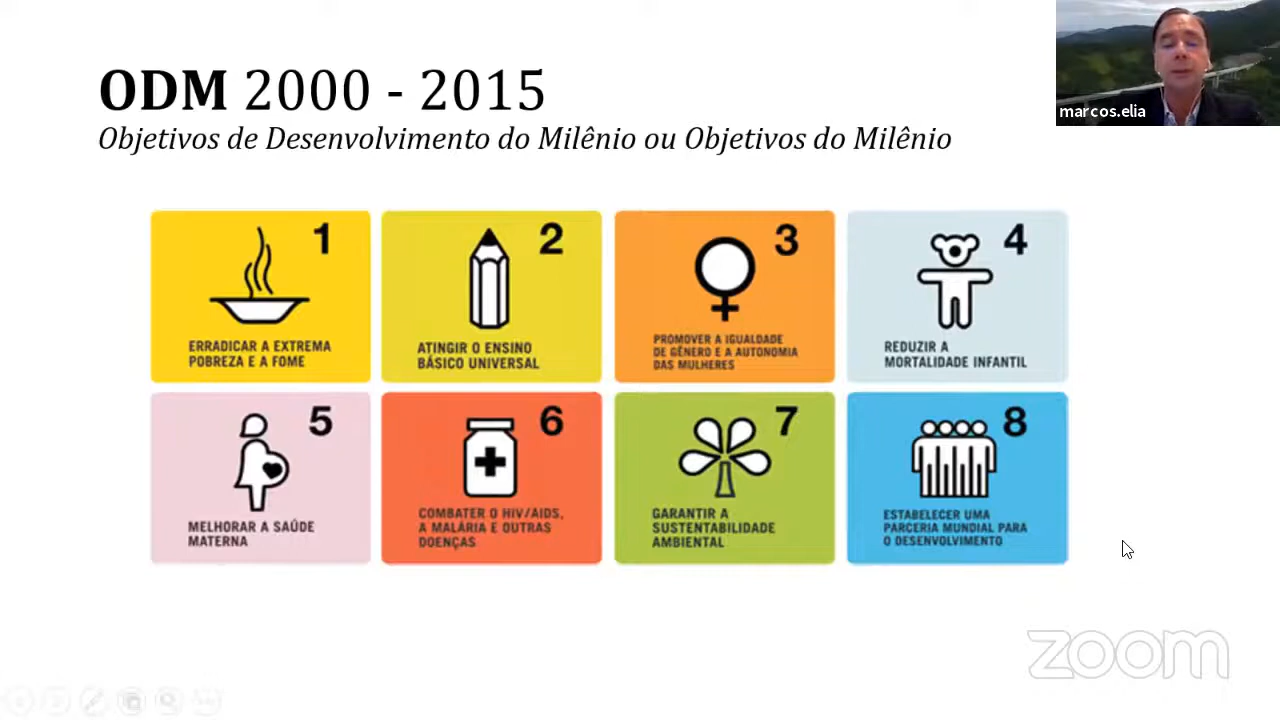 ODM 2000 - 2015
Objetivos de Desenvolvimento do Milênio ou Objetivos do Milênio
marcos.elia
1
ERRADICAR A EXTREMA
POBREZA E A FOME
2
ATINGIR O ENSINO
BÁSICO UNIVERSAL
3
PROMOVER A IGUALDADE
DE GÊNERO E A AUTONOMIA
DAS MULHERES
4
REDUZIR A
MORTALIDADE INFANTIL
5
MELHORAR A SAÚDE
MATERNA
6
COMBATER O HIV/AIDS,
A MALÁRIA E OUTRAS
DOENÇAS
7
GARANTIR A
SUSTENTABILIDADE
AMBIENTAL
8
ESTABELECER UMA
PARCERIA MUNDIAL PARA
O DESENVOLVIMENTO
zoom